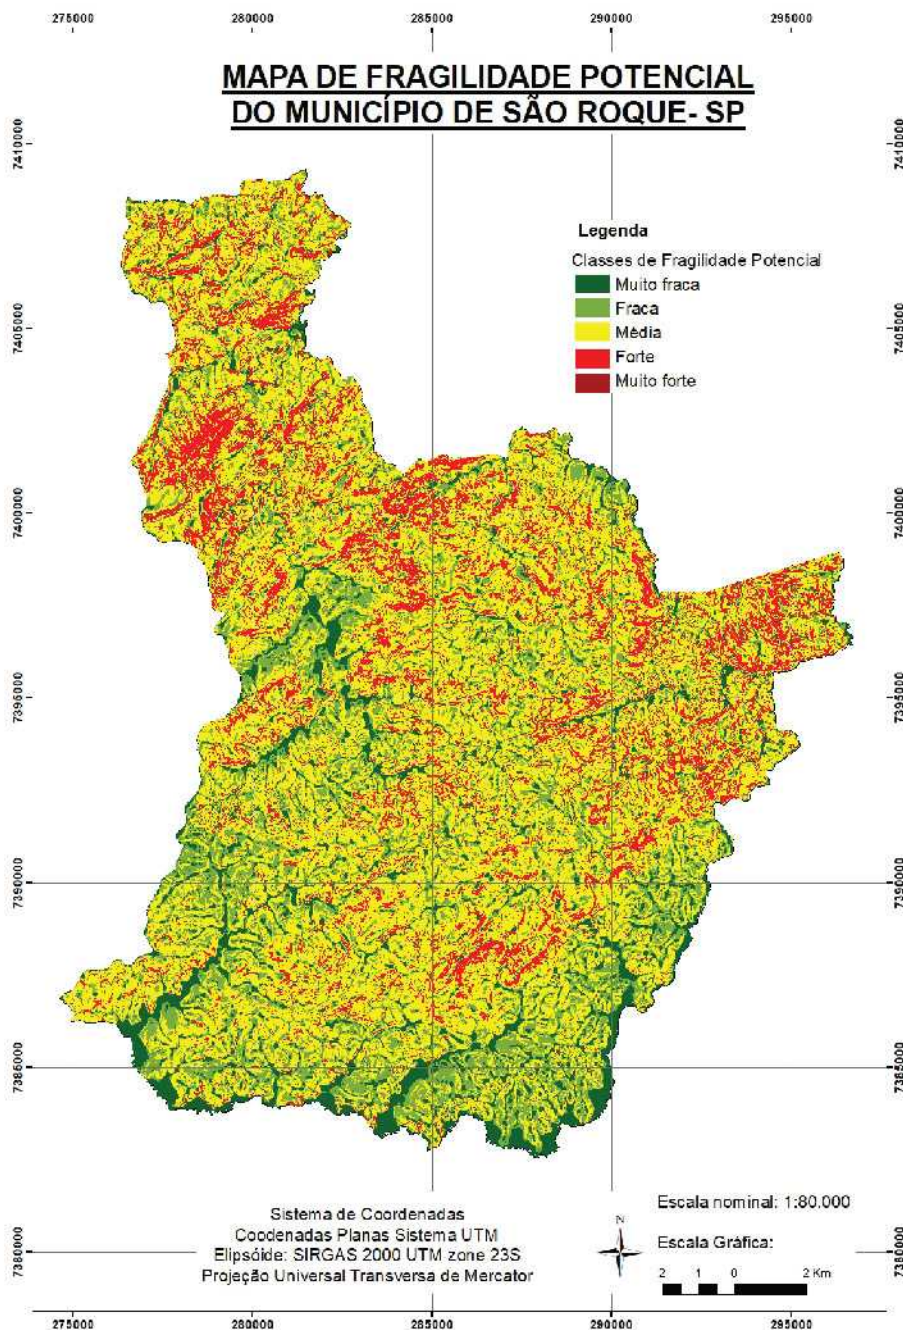 275000 280000 285000 290000 295000
MAPA DE FRAGILIDADE POTENCIAL
DO MUNICÍPIO DE SÃO ROQUE- SP
7410000 7410000
Legenda
Classes de Fragilidade Potencial
Muito fraca
Fraca
Média
Forte
Muito forte
7405000 7405000
7400000 7400000
7395000 7395000
7390000 7390000
7385000 7385000
Sistema de Coordenadas
Coodenadas Planas Sistema UTM
Elipsóide: SIRGAS 2000 UTM zone 23S
Projeção Universal Transversa de Mercator
N
Escala nominal: 1:80.000
Escala Gráfica:
2 1 0 2 Km
7380000 7380000
275000 280000 285000 290000 295000